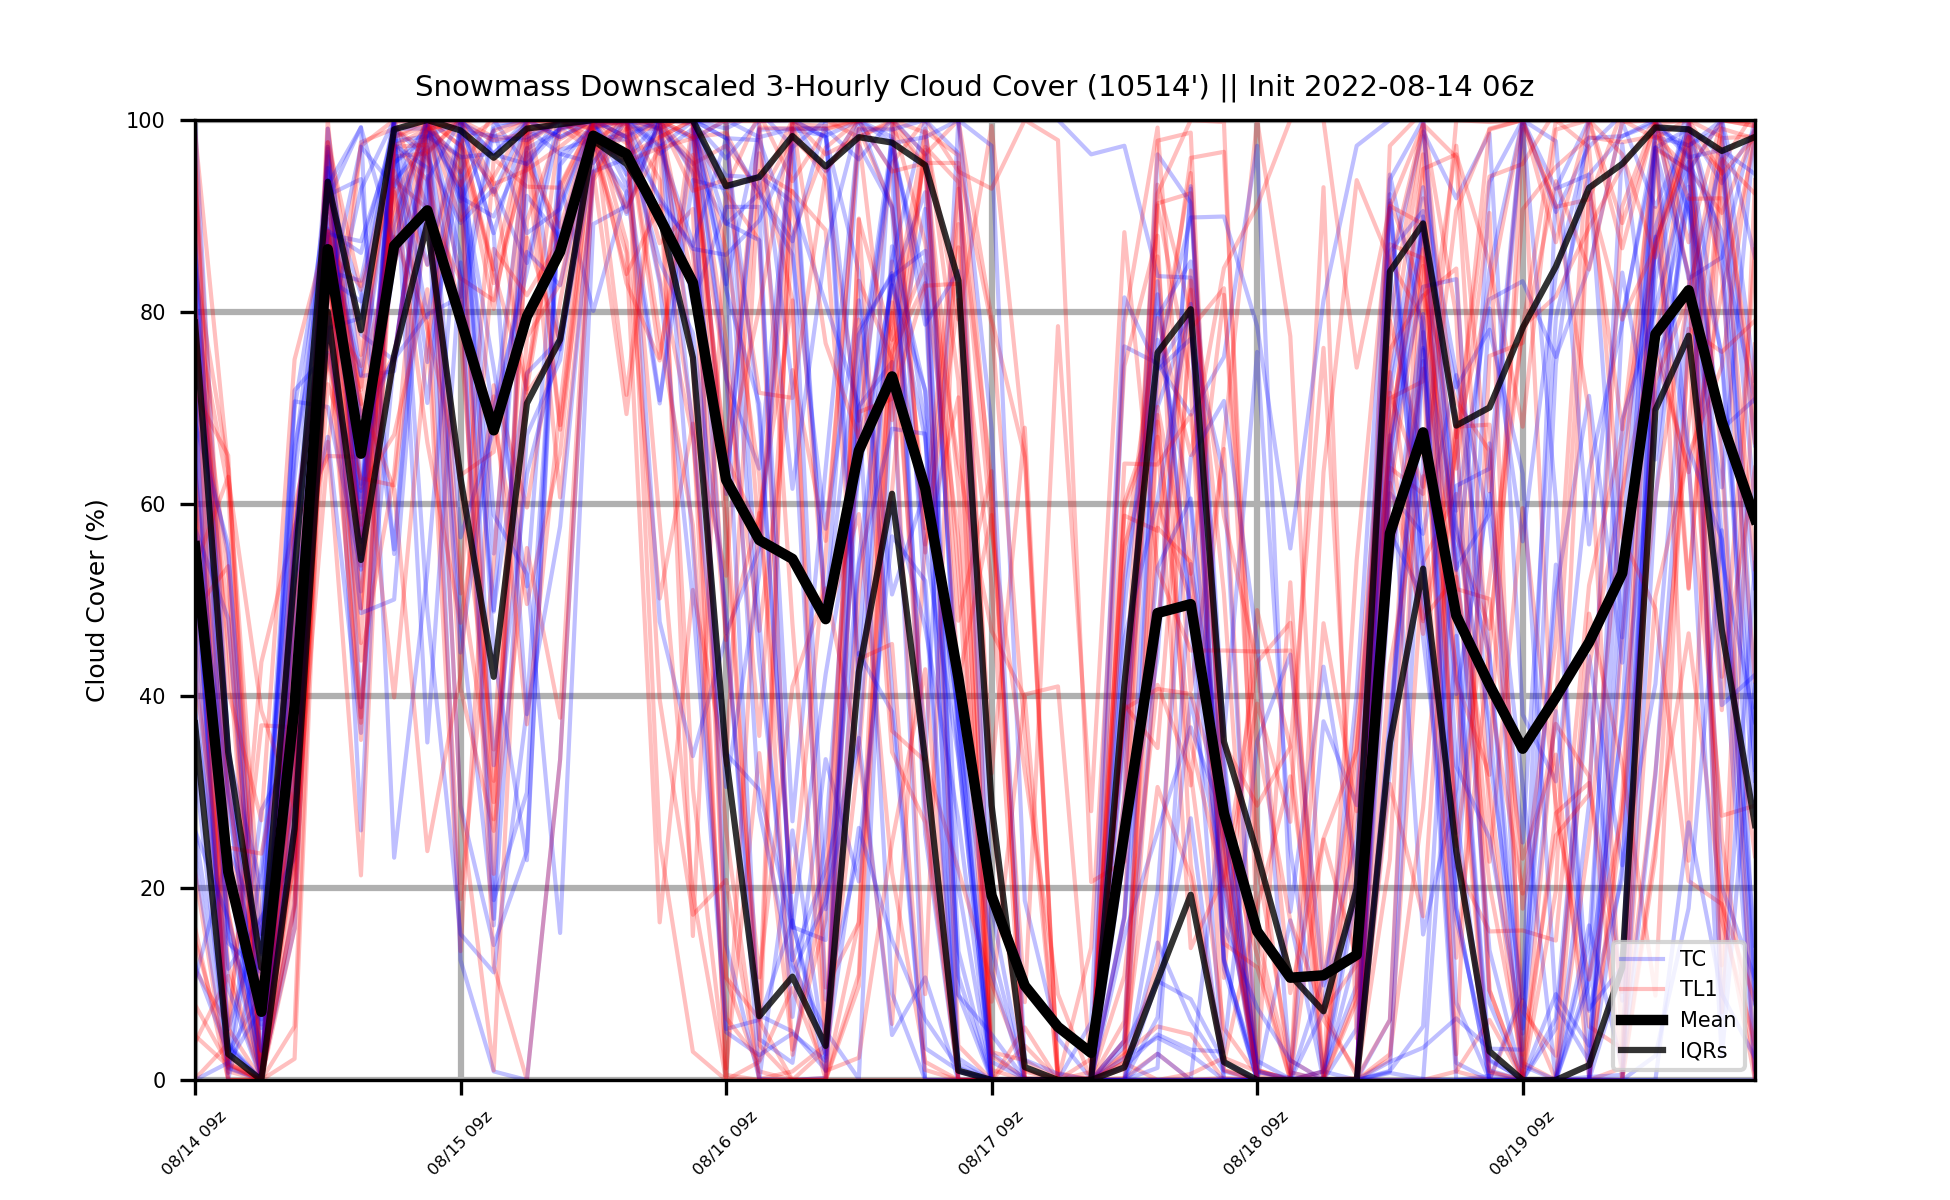 Snowmass Downscaled 3-Hourly Cloud Cover (10514') || Init 2022-08-14 06z
Cloud Cover (%)
100
80
60
40
20
0
TC
TL1
Mean
IQRs
08/14 09z
08/15 09z
08/16 09z
08/17 09z
08/18 09z
08/19 09z